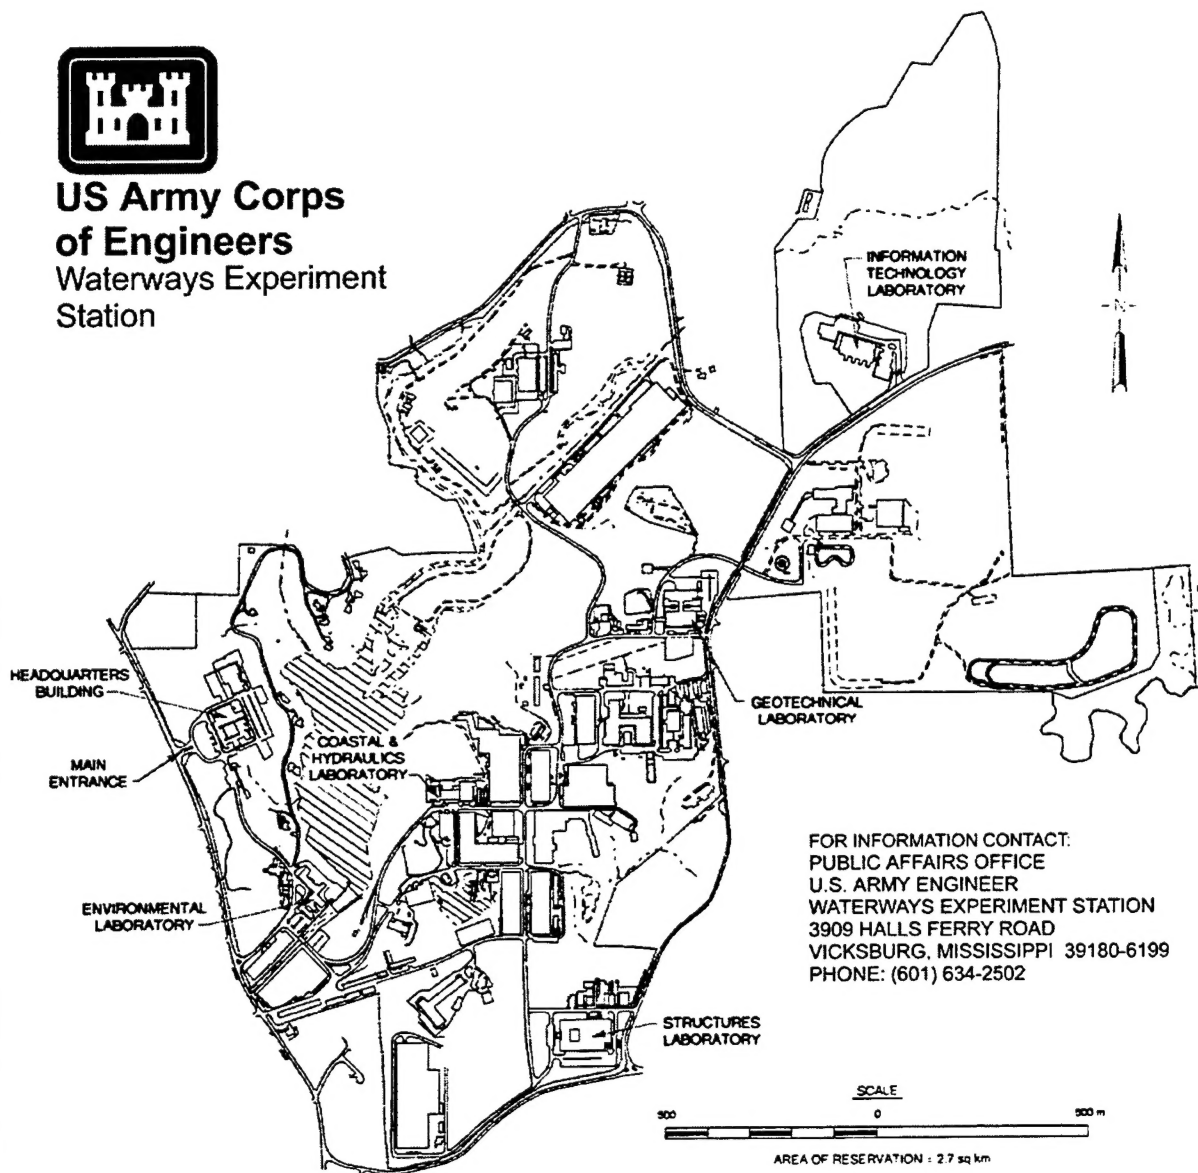 US Army Corps
of Engineers
Waterways Experiment
Station
INFORMATION
TECHNOLOGY
LABORATORY
N
HEADQUARTERS
BUILDING
MAIN
ENTRANCE
COASTAL &
HYDRAULICS
LABORATORY
GEOTECHNICAL
LABORATORY
ENVIRONMENTAL
LABORATORY
STRUCTURES
LABORATORY
FOR INFORMATION CONTACT:
PUBLIC AFFAIRS OFFICE
U.S. ARMY ENGINEER
WATERWAYS EXPERIMENT STATION
3909 HALLS FERRY ROAD
VICKSBURG, MISSISSIPPI 39180-6199
PHONE: (601) 634-2502
SCALE
500 0 500 m
AREA OF RESERVATION : 2.7 sq km